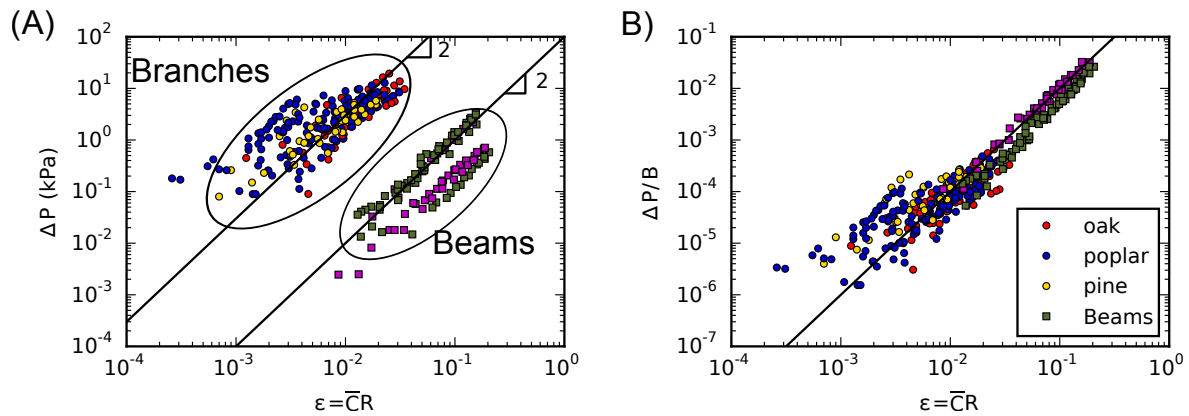 (A)
B)
10² 
10¹
10⁰
10⁻¹
10⁻²
10⁻³
10⁻⁴
ΔP (kPa)
Branches
2
2
Beams
10⁻⁴ 10⁻³ 10⁻² 10⁻¹ 10⁰
ε=C̅R
10⁻¹
10⁻²
10⁻³
10⁻⁴
10⁻⁵
10⁻⁶
10⁻⁷
ΔP/B
oak
poplar
pine
Beams
10⁻⁴ 10⁻³ 10⁻² 10⁻¹ 10⁰
ε=C̅R